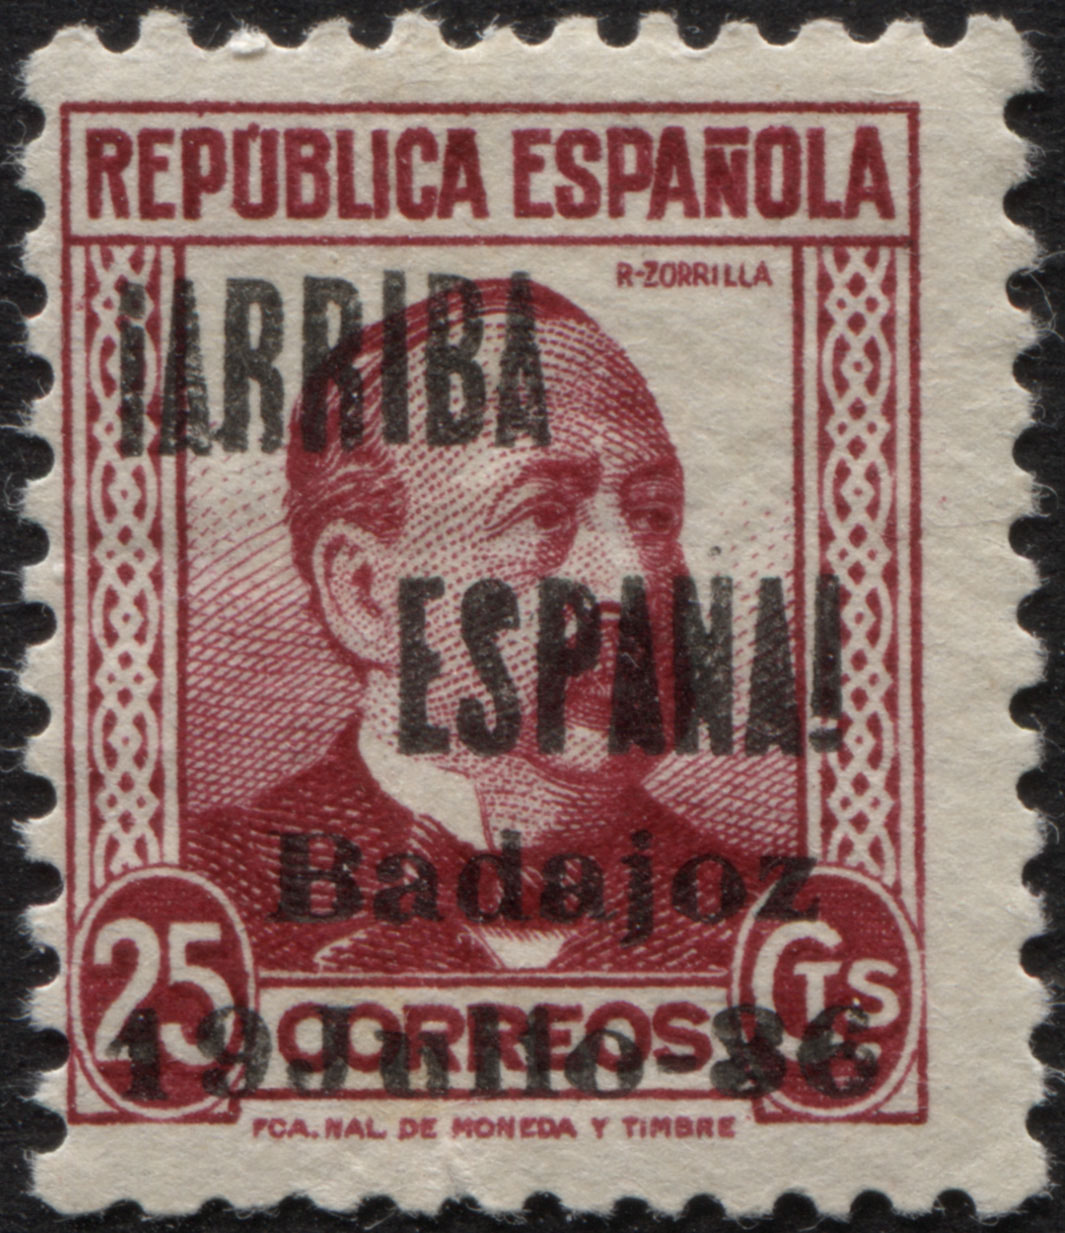 REPÚBLICA ESPAÑOLA
R-ZORRILLA
¡ARRIBA
ESPANA!
Badajoz
25 CTS
CORREOS
19 Julio-36
FCA. NAL. DE MONEDA Y TIMBRE